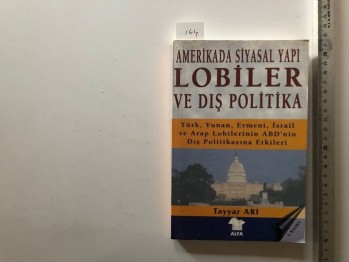 164
AMERİKADA SİYASAL YAPI
LOBİLER
VE DIŞ POLİTİKA
Türk, Yunan, Ermeni, İsrail
ve Arap Lobilerinin ABD'nin
Dış Politikasına Etkileri
Tayyar ARI
ALFA